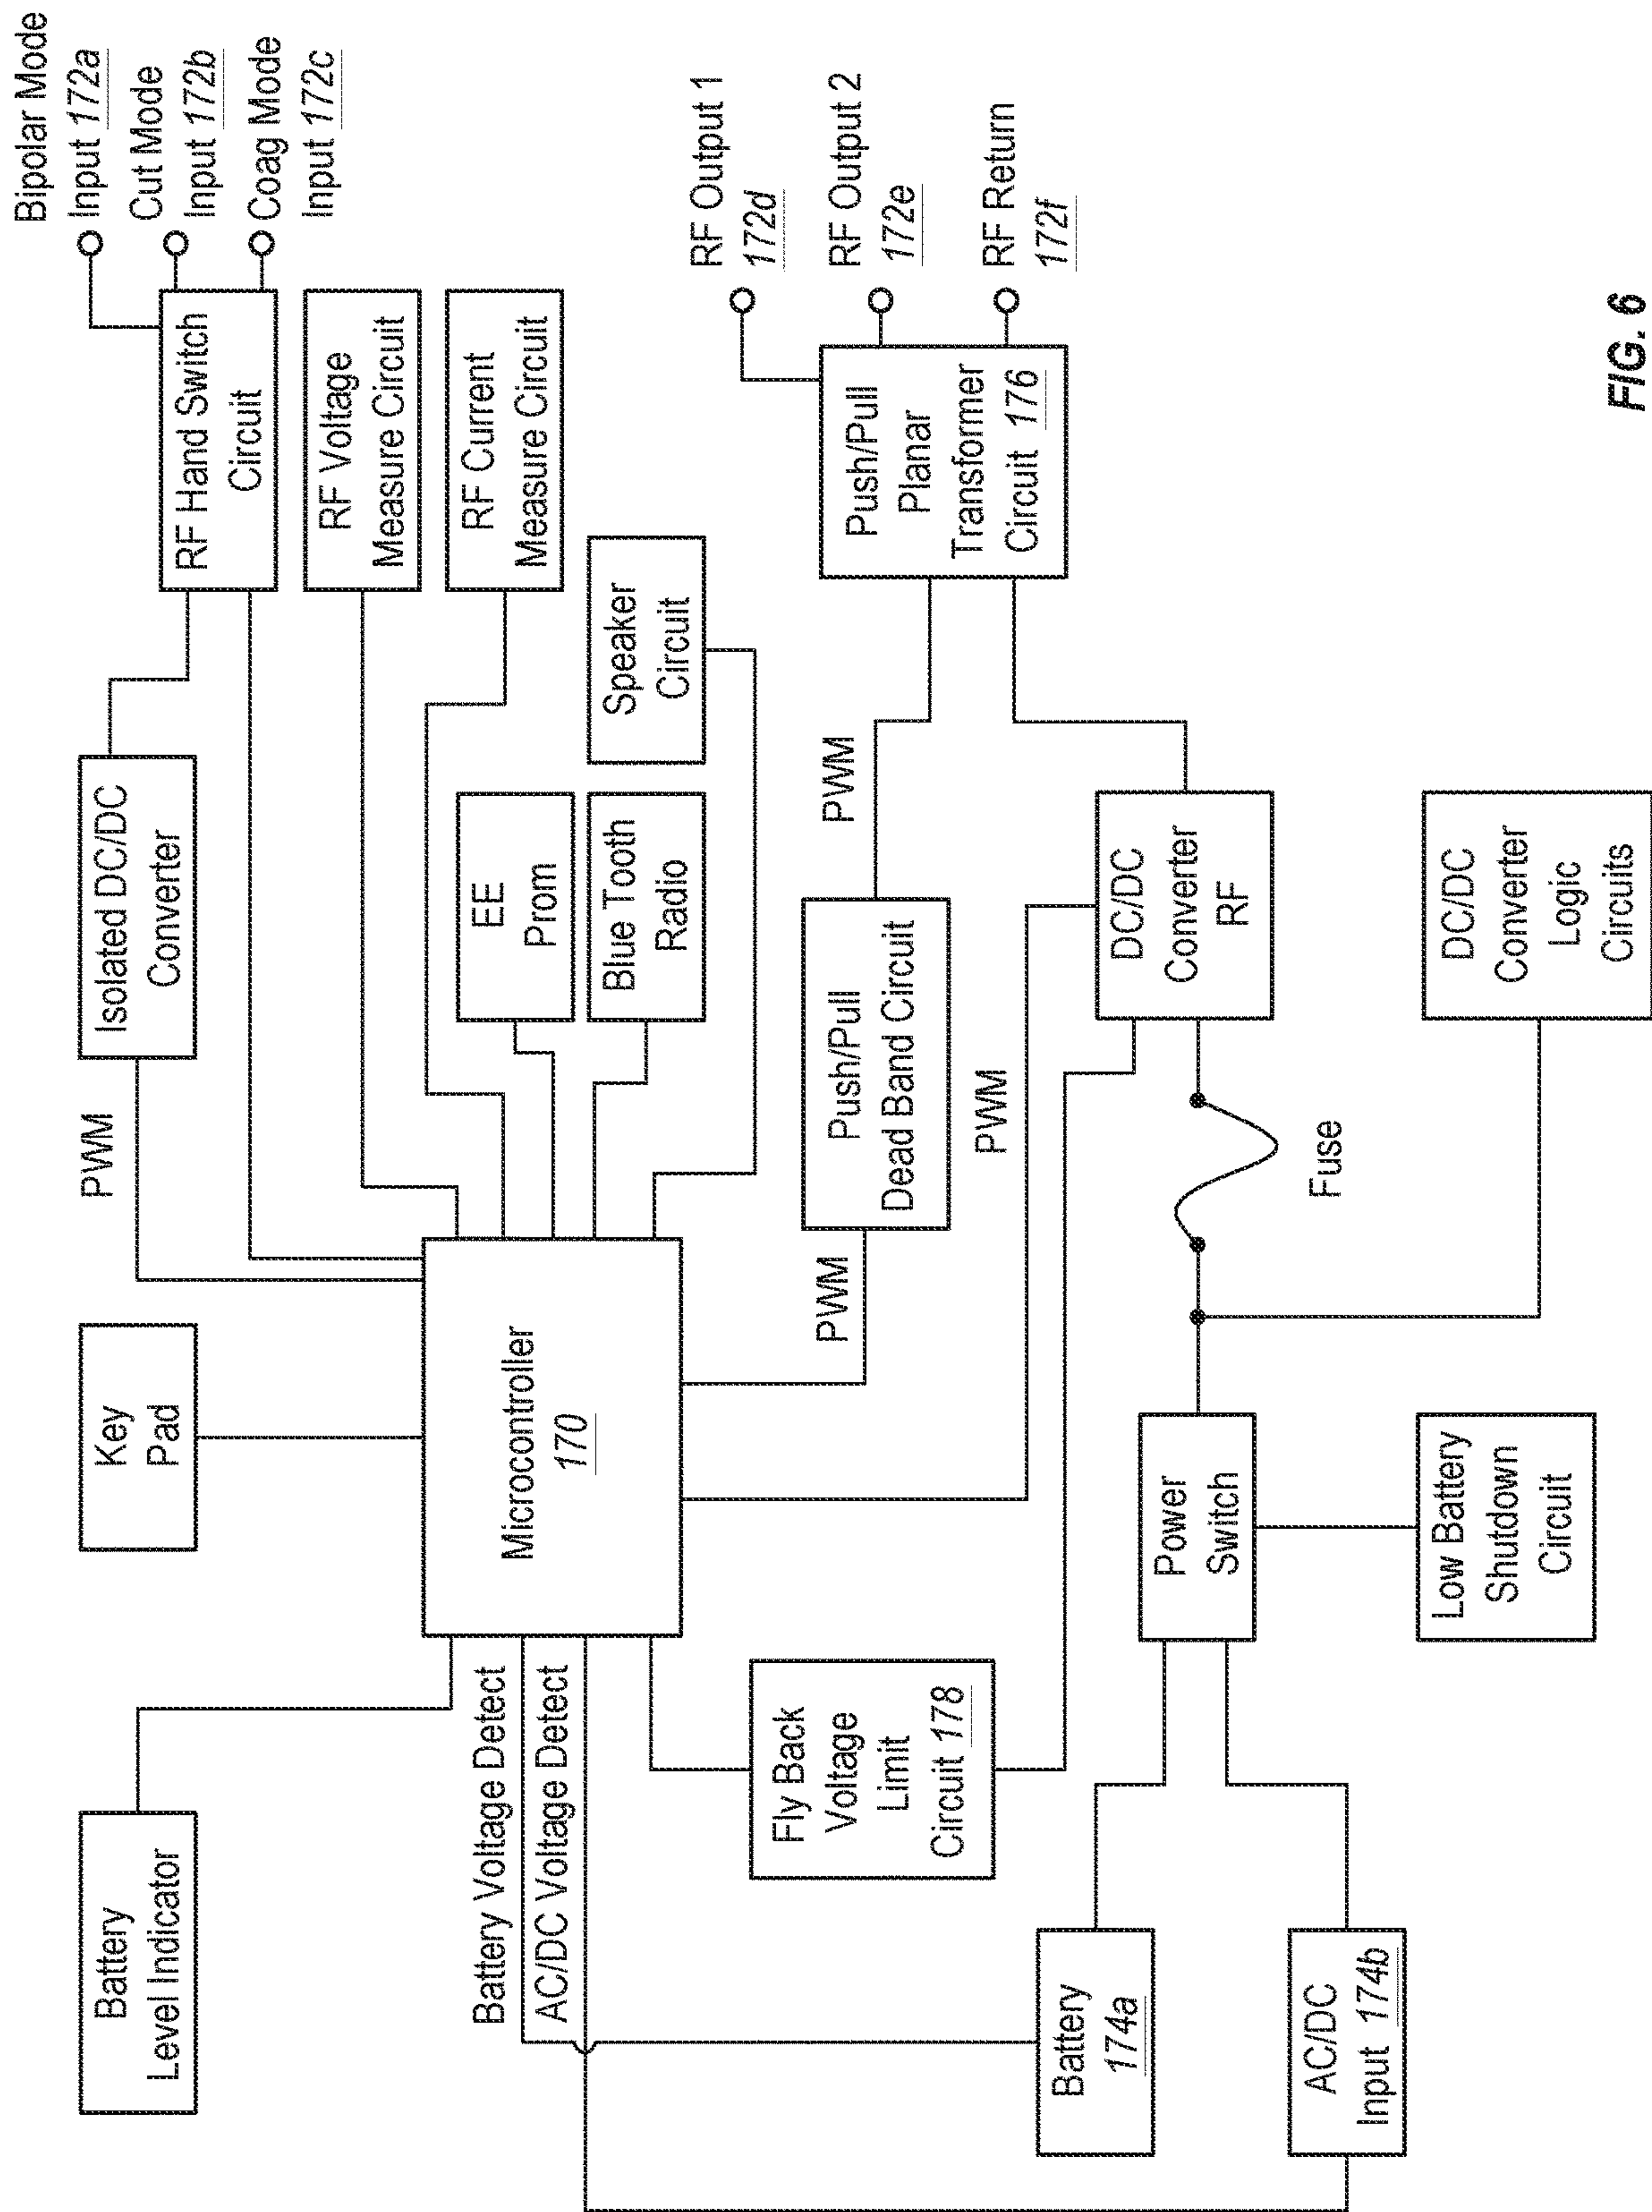 Bipolar Mode
Input 172a
Cut Mode
Input 172b
Coag Mode
Input 172c
Battery
Level Indicator
Key
Pad
PWM
Isolated DC/DC
Converter
RF Hand Switch
Circuit
RF Voltage
Measure Circuit
RF Current
Measure Circuit
Battery Voltage Detect
AC/DC Voltage Detect
Microcontroller
170
EE
Prom
Blue Tooth
Radio
Speaker
Circuit
RF Output 1
172d
RF Output 2
172e
RF Return
172f
Fly Back
Voltage
Limit
Circuit 178
PWM
Push/Pull
Dead Band Circuit
PWM
Push/Pull
Planar
Transformer
Circuit 176
PWM
Battery
174a
Power
Switch
Fuse
DC/DC
Converter
RF
AC/DC
Input 174b
Low Battery
Shutdown
Circuit
DC/DC
Converter
Logic
Circuits
FIG. 6